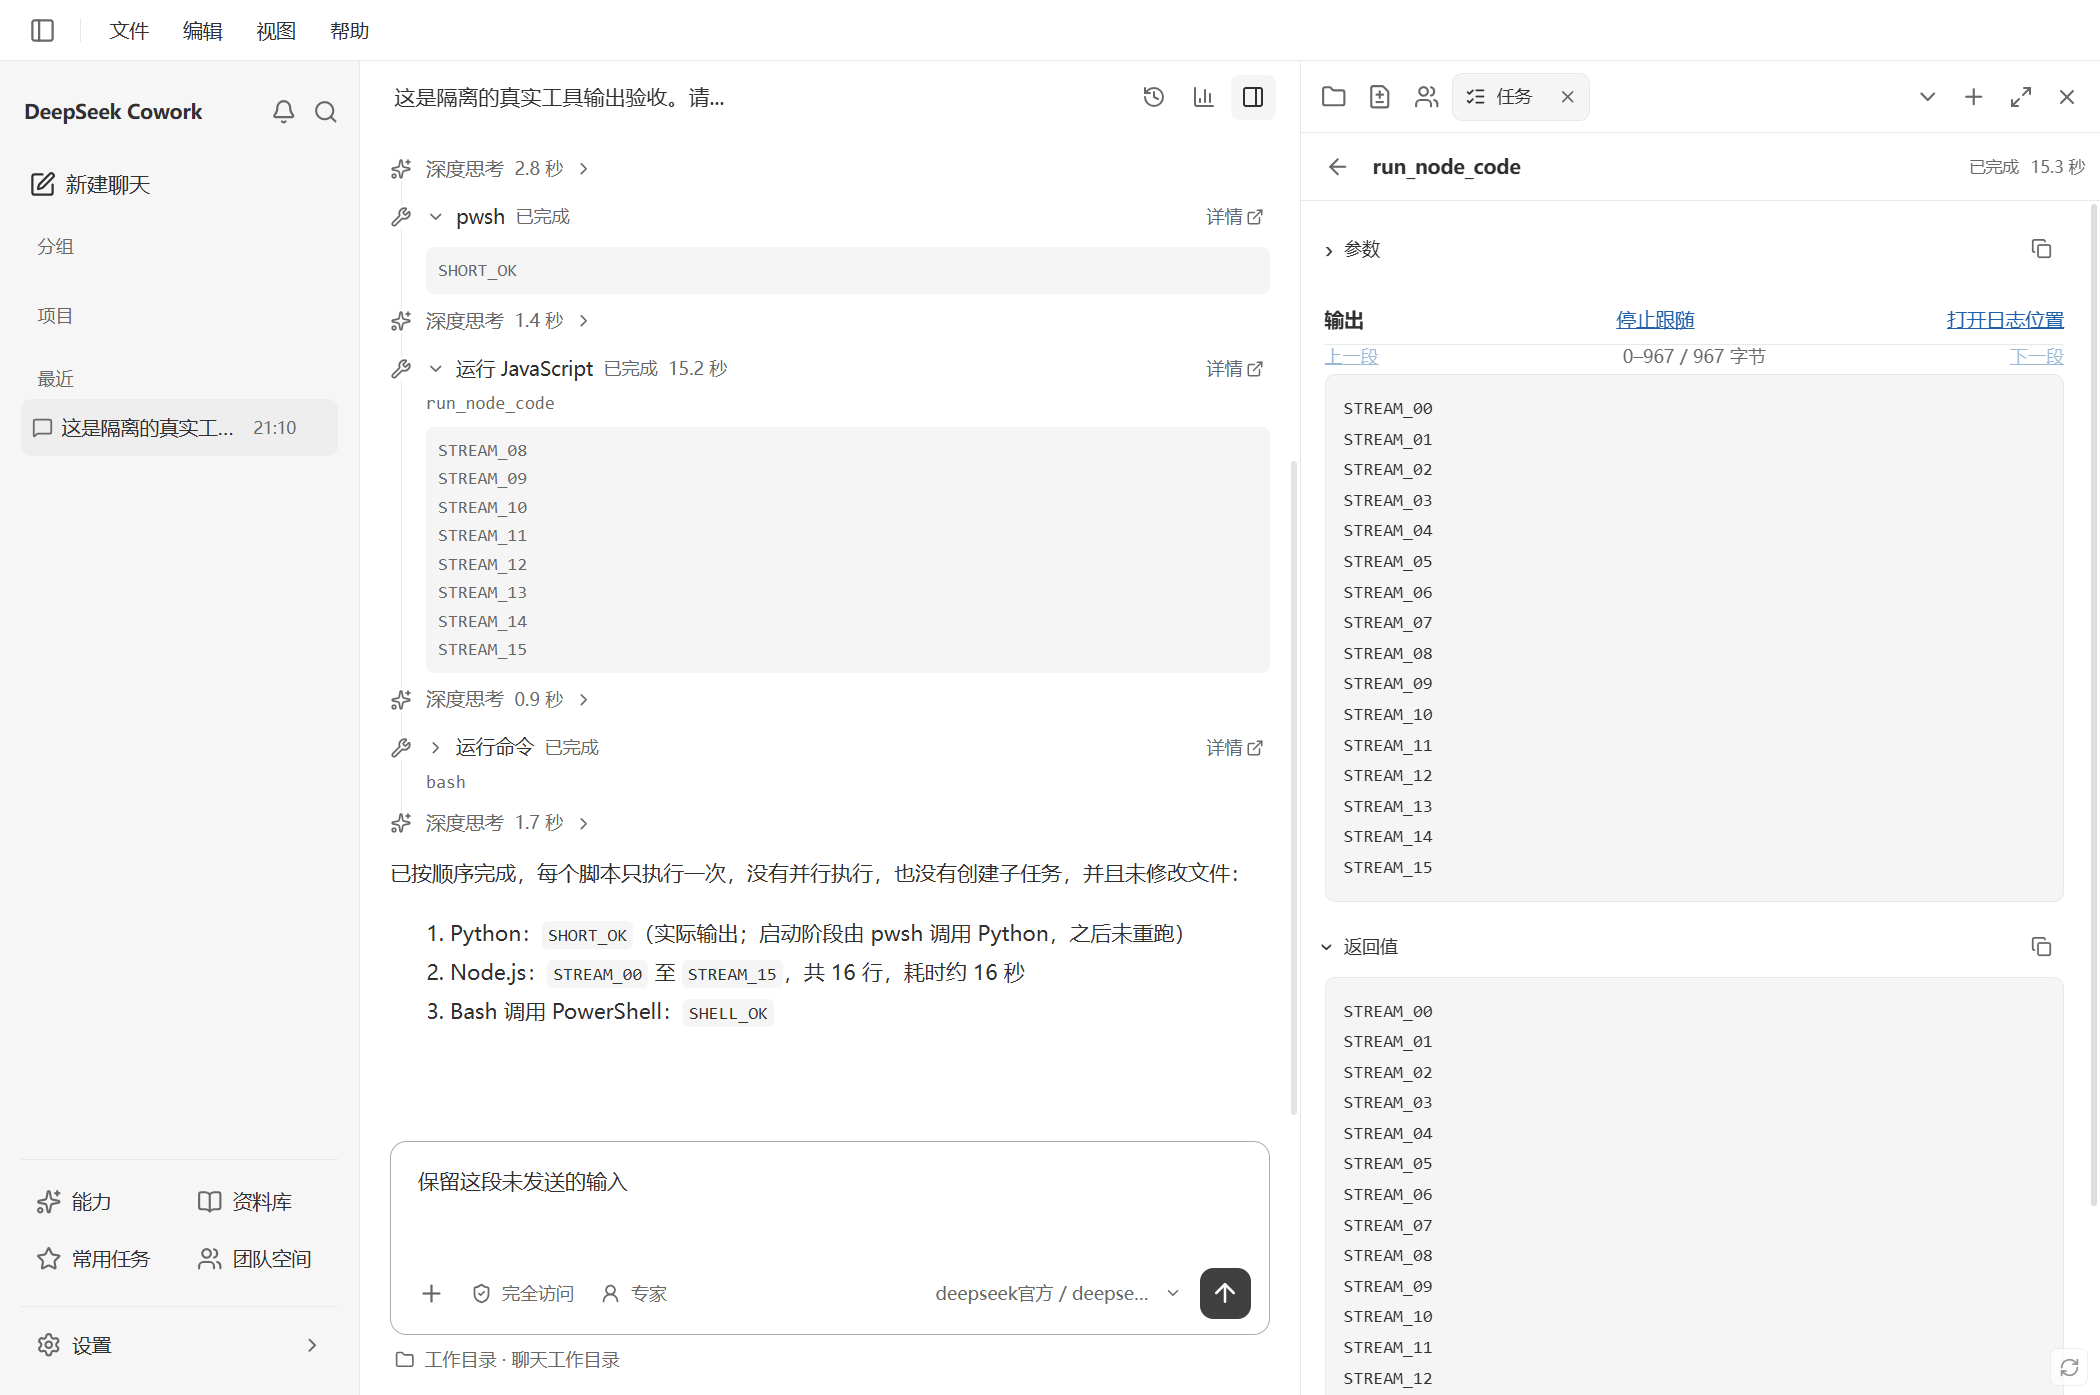 文件 编辑 视图 帮助
DeepSeek Cowork
新建聊天
分组
项目
最近
这是隔离的真实工... 21:10
能力 资料库
常用任务 团队空间
设置
这是隔离的真实工具输出验收。请...
深度思考 2.8 秒
pwsh 已完成 详情
SHORT_OK
深度思考 1.4 秒
运行 JavaScript 已完成 15.2 秒 详情
run_node_code
STREAM_08
STREAM_09
STREAM_10
STREAM_11
STREAM_12
STREAM_13
STREAM_14
STREAM_15
深度思考 0.9 秒
运行命令 已完成 详情
bash
深度思考 1.7 秒
已按顺序完成，每个脚本只执行一次，没有并行执行，也没有创建子任务，并且未修改文件：
1. Python： SHORT_OK （实际输出；启动阶段由 pwsh 调用 Python，之后未重跑）
2. Node.js： STREAM_00 至 STREAM_15 ，共 16 行，耗时约 16 秒
3. Bash 调用 PowerShell： SHELL_OK
保留这段未发送的输入
完全访问 专家 deepseek官方 / deepse...
工作目录 · 聊天工作目录
任务
run_node_code 已完成 15.3 秒
参数
输出 停止跟随 打开日志位置
上一段 0–967 / 967 字节 下一段
STREAM_00
STREAM_01
STREAM_02
STREAM_03
STREAM_04
STREAM_05
STREAM_06
STREAM_07
STREAM_08
STREAM_09
STREAM_10
STREAM_11
STREAM_12
STREAM_13
STREAM_14
STREAM_15
返回值
STREAM_00
STREAM_01
STREAM_02
STREAM_03
STREAM_04
STREAM_05
STREAM_06
STREAM_07
STREAM_08
STREAM_09
STREAM_10
STREAM_11
STREAM_12